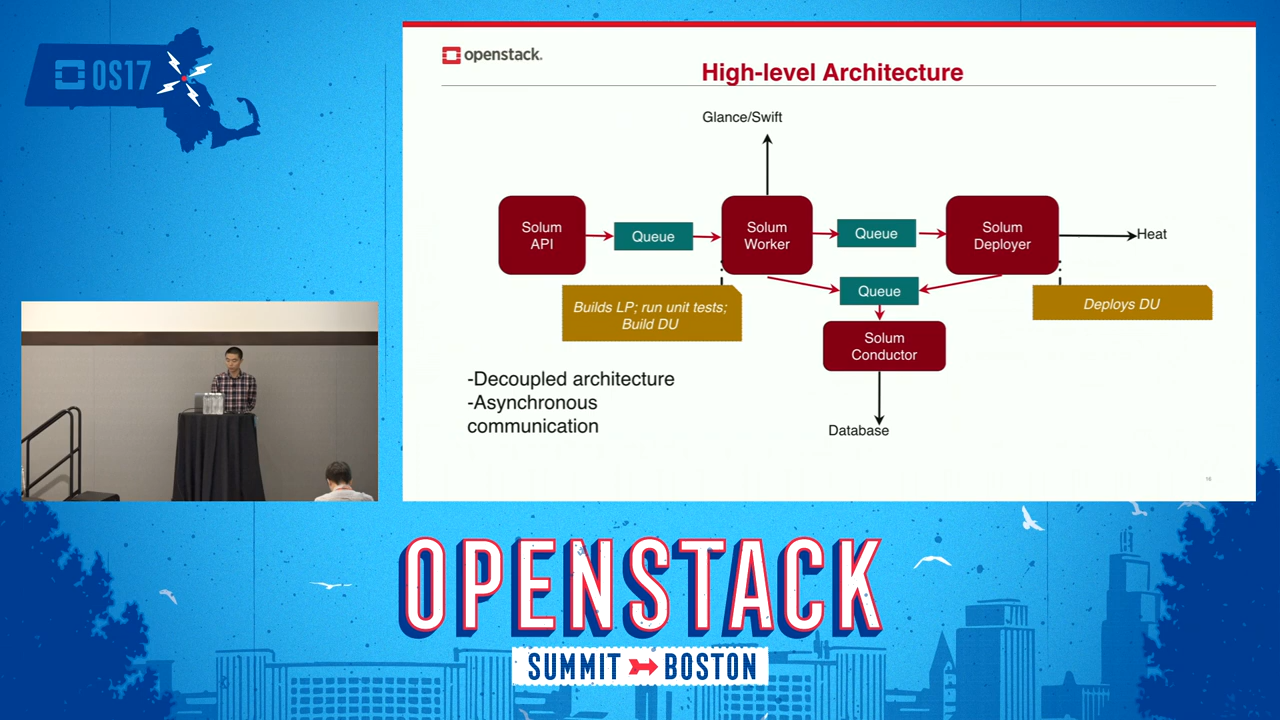 OS17
openstack.
High-level Architecture
Glance/Swift
Solum
API
Queue
Solum
Worker
Queue
Solum
Deployer
Heat
Queue
Builds LP; run unit tests;
Build DU
Deploys DU
Solum
Conductor
-Decoupled architecture
-Asynchronous
communication
Database
16
OPENSTACK
SUMMIT BOSTON